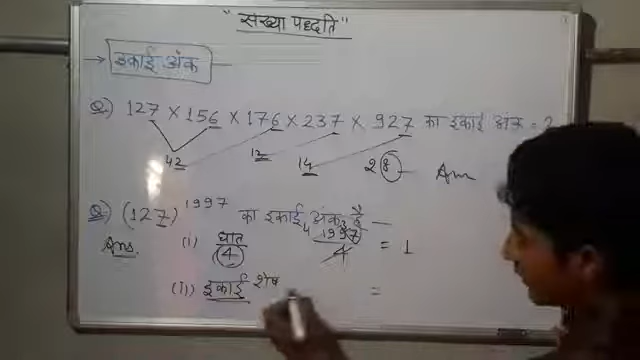 "संख्या पद्धति"
→ इकाई अंक
Q) 127 × 156 × 176 × 237 × 927 का इकाई अंक = ?
42 12 14 28 Ans
Q) (127)^1997 का इकाई अंक है —
Ans. (i) घात (4) 1997/4 = 1
(ii) इकाई शेष =